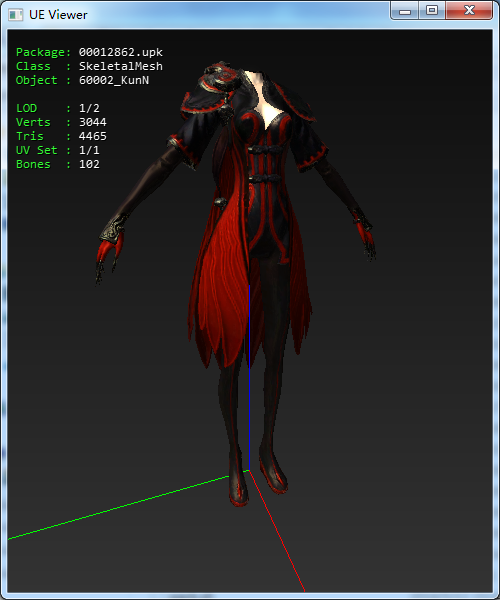 UE Viewer
Package: 00012862.upk
Class  : SkeletalMesh
Object : 60002_KunN
LOD    : 1/2
Verts  : 3044
Tris   : 4465
UV Set : 1/1
Bones  : 102